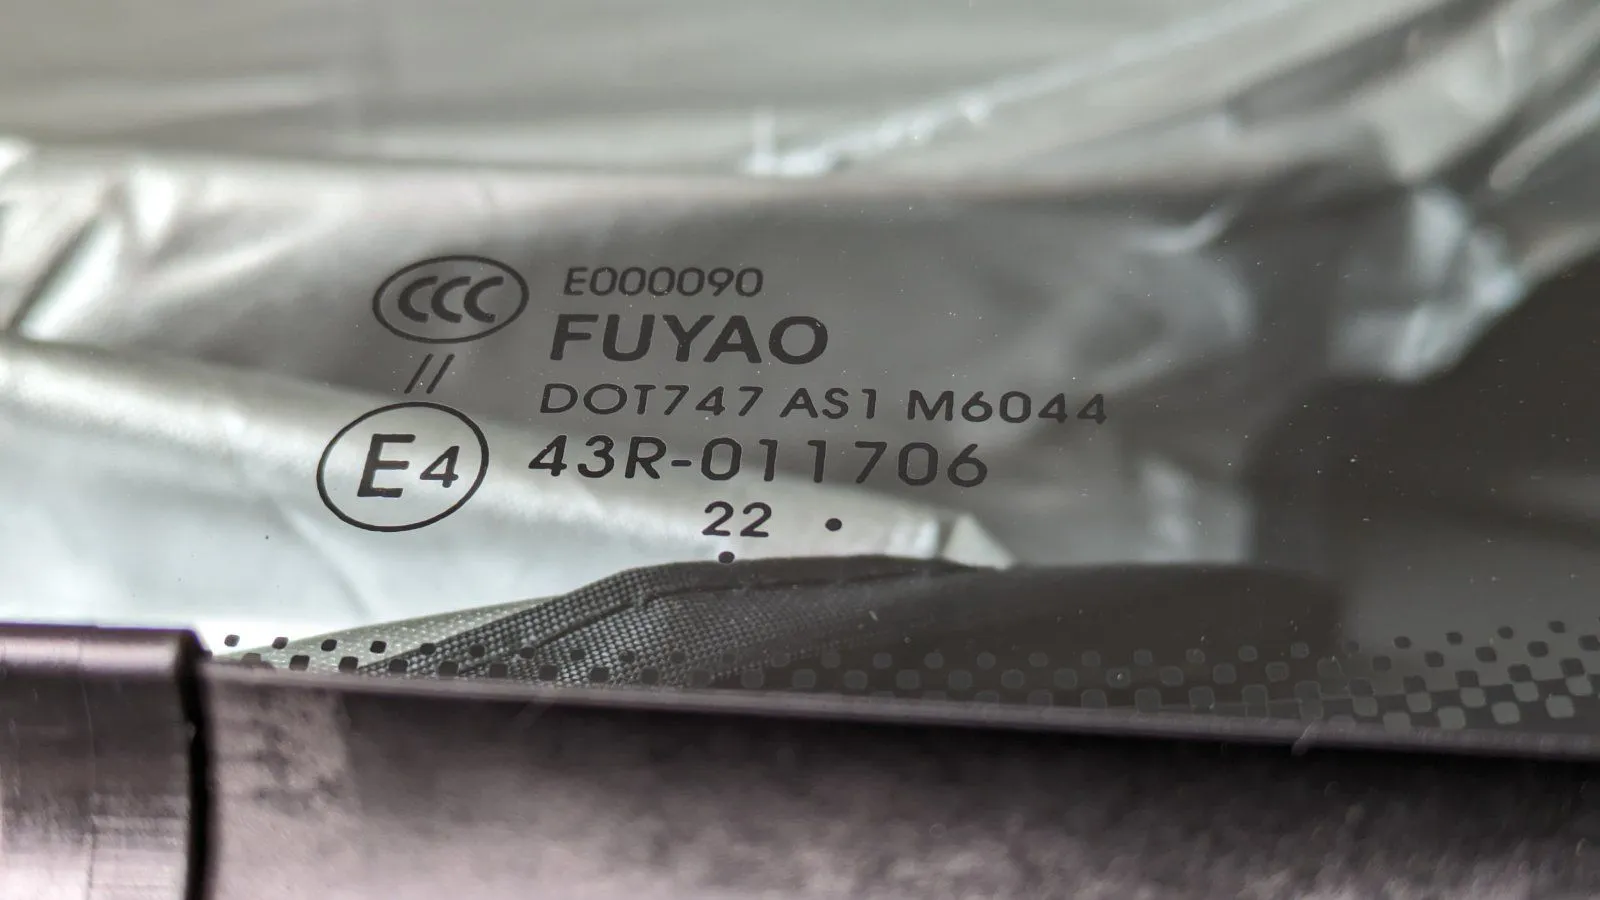 CCC E000090
FUYAO
//
DOT747 AS1 M6044
E4 43R-011706
22 •
•